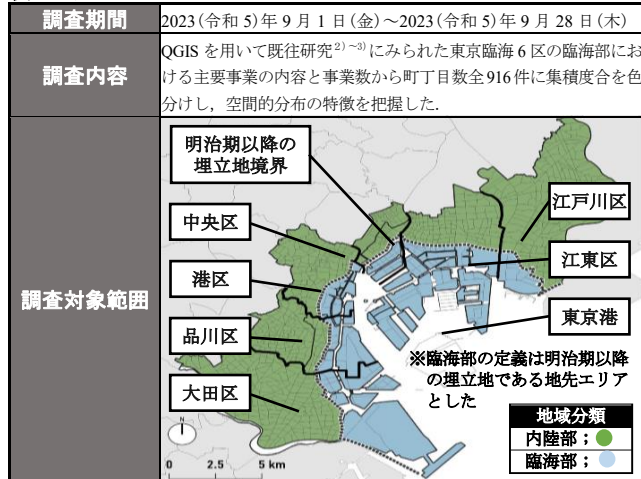 調査期間
2023(令和 5)年 9 月 1 日(金)～2023(令和 5)年 9 月 28 日(木)
調査内容
QGIS を用いて既往研究2)~3)にみられた東京臨海 6 区の臨海部にお
ける主要事業の内容と事業数から町丁目数全916件に集積度合を色
分けし，空間的分布の特徴を把握した.
調査対象範囲
明治期以降の
埋立地境界
中央区
港区
品川区
大田区
江戸川区
江東区
東京港
※臨海部の定義は明治期以降
の埋立地である地先エリア
とした
地域分類
内陸部；
臨海部；
N
0 2.5 5 km